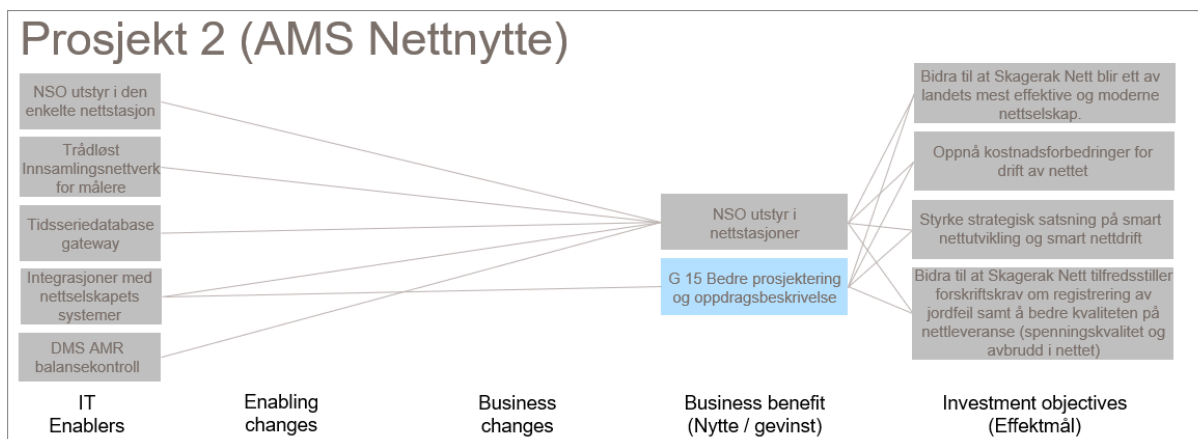 Prosjekt 2 (AMS Nettnytte)
NSO utstyr i den
enkelte nettstasjon
Trådløst
Innsamlingsnettverk
for målere
Tidsseriedatabase
gateway
Integrasjoner med
nettselskapets
systemer
DMS AMR
balansekontroll
NSO utstyr i
nettstasjoner
G 15 Bedre prosjektering
og oppdragsbeskrivelse
Bidra til at Skagerak Nett blir ett av
landets mest effektive og moderne
nettselskap.
Oppnå kostnadsforbedringer for
drift av nettet
Styrke strategisk satsning på smart
nettutvikling og smart nettdrift
Bidra til at Skagerak Nett tilfredsstiller
forskriftskrav om registrering av
jordfeil samt å bedre kvaliteten på
nettleveranse (spenningskvalitet og
avbrudd i nettet)
IT
Enablers
Enabling
changes
Business
changes
Business benefit
(Nytte / gevinst)
Investment objectives
(Effektmål)